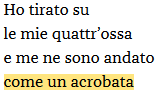 Ho tirato su
le mie quattr'ossa
e me ne sono andato
come un acrobata